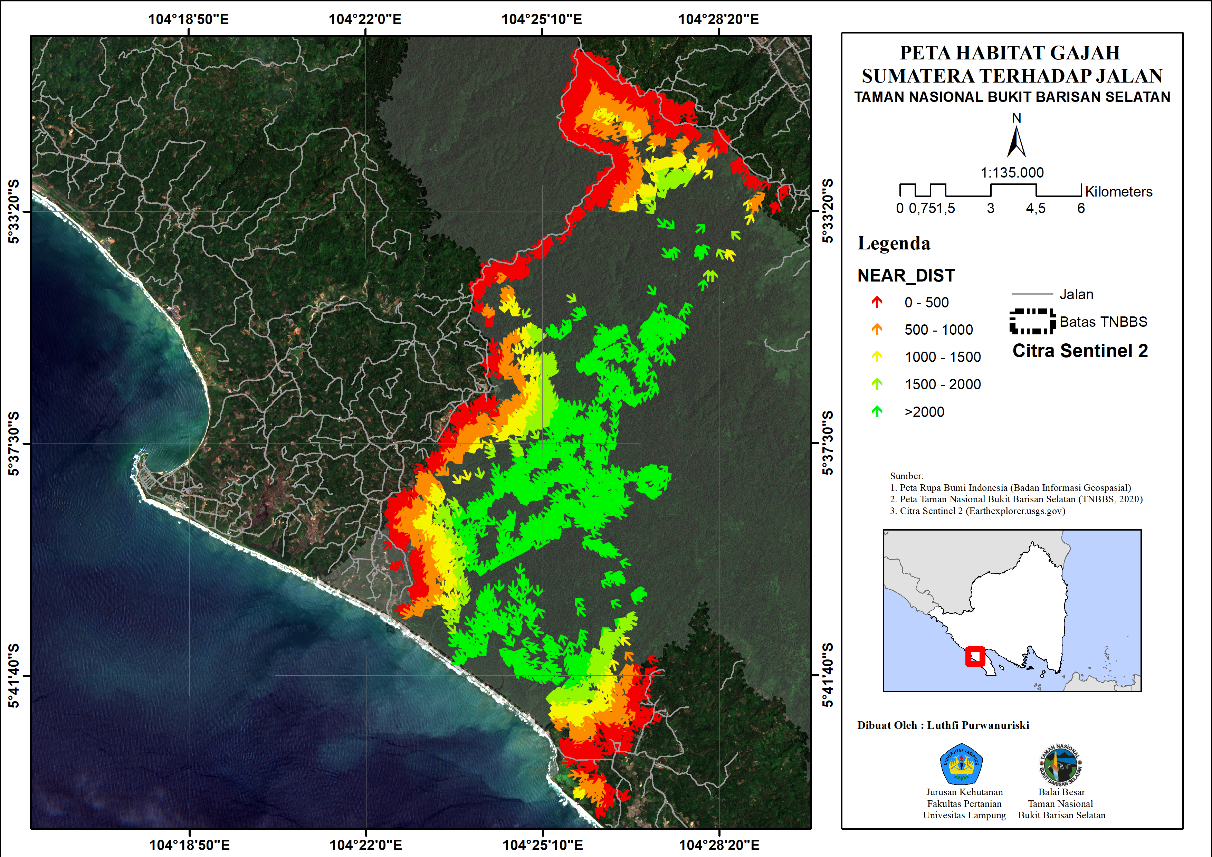 104°18'50"E 104°22'0"E 104°25'10"E 104°28'20"E
5°33'20"S 5°33'20"S
5°37'30"S 5°37'30"S
5°41'40"S 5°41'40"S
104°18'50"E 104°22'0"E 104°25'10"E 104°28'20"E
PETA HABITAT GAJAH
SUMATERA TERHADAP JALAN
TAMAN NASIONAL BUKIT BARISAN SELATAN
N
1:135.000
Kilometers
0 0,751,5 3 4,5 6
Legenda
NEAR_DIST
0 - 500
500 - 1000
1000 - 1500
1500 - 2000
>2000
Jalan
Batas TNBBS
Citra Sentinel 2
Sumber:
1. Peta Rupa Bumi Indonesia (Badan Informasi Geospasial)
2. Peta Taman Nasional Bukit Barisan Selatan (TNBBS, 2020)
3. Citra Sentinel 2 (Earthexplorer.usgs.gov)
Dibuat Oleh : Luthfi Purwanuriski
Jurusan Kehutanan
Fakultas Pertanian
Univesitas Lampung
TAMAN NASIONAL
BUKIT BARISAN SELATAN
Balai Besar
Taman Nasional
Bukit Barisan Selatan